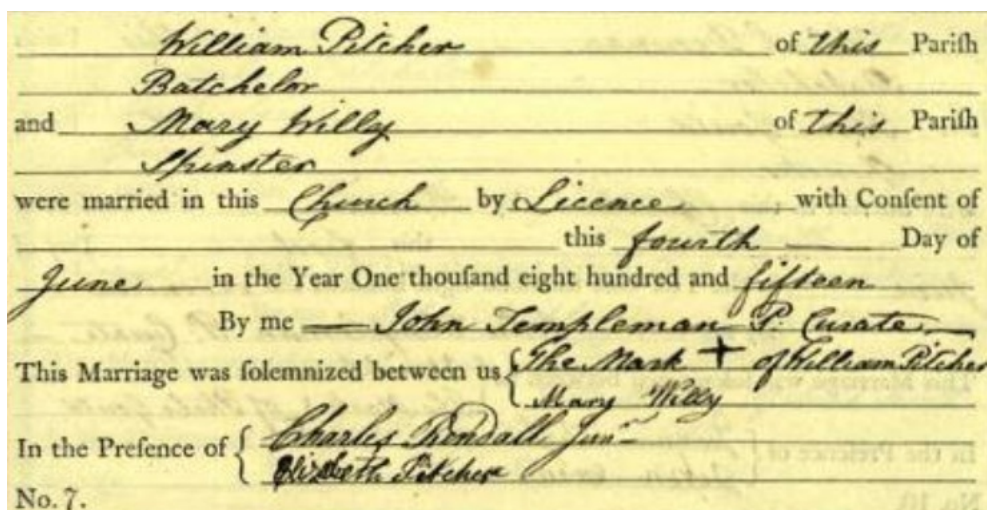 William Pitcher of this Pariſh
Batchelor
and Mary Willy of this Pariſh
Spinster
were married in this Church by Licence with Conſent of
this fourth Day of
June in the Year One thouſand eight hundred and fifteen
By me John Templeman P. Curate
This Marriage was ſolemnized between us { The Mark + of William Pitcher
Mary Willy
In the Preſence of { Charles Rendall Junr
Elizabeth Pitcher
No. 7.